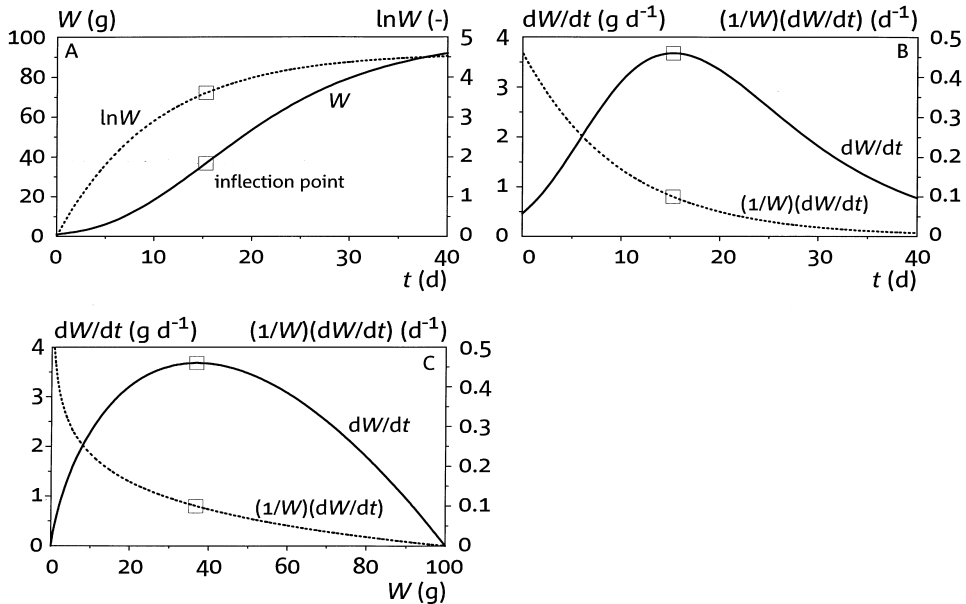 W (g) lnW (-)
100 A 5
80 4
lnW W
60 3
40 2
inflection point
20 1
0 0
0 10 20 30 40
t (d)
dW/dt (g d⁻¹) (1/W)(dW/dt) (d⁻¹)
4 B 0.5
0.4
3
0.3
2 dW/dt
0.2
1 (1/W)(dW/dt) 0.1
0 0
0 10 20 30 40
t (d)
dW/dt (g d⁻¹) (1/W)(dW/dt) (d⁻¹)
4 C 0.5
0.4
3
dW/dt 0.3
2
0.2
1 (1/W)(dW/dt) 0.1
0 0
0 20 40 60 80 100
W (g)